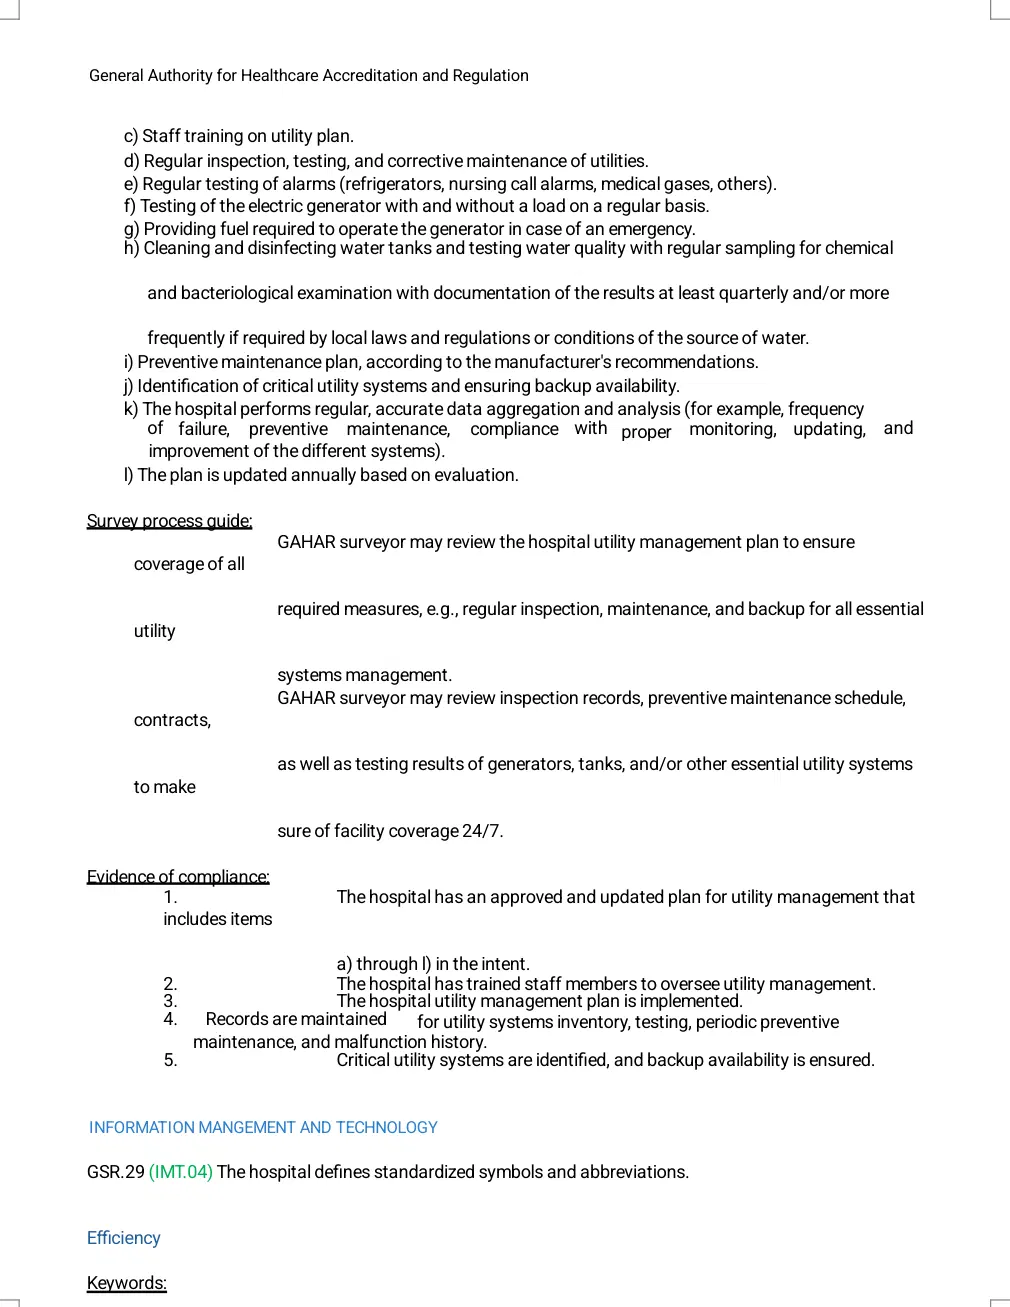 General Authority for Healthcare Accreditation and Regulation
c) Staff training on utility plan.
d) Regular inspection, testing, and corrective maintenance of utilities.
e) Regular testing of alarms (refrigerators, nursing call alarms, medical gases, others).
f) Testing of the electric generator with and without a load on a regular basis.
g) Providing fuel required to operate the generator in case of an emergency.
h) Cleaning and disinfecting water tanks and testing water quality with regular sampling for chemical
and bacteriological examination with documentation of the results at least quarterly and/or more
frequently if required by local laws and regulations or conditions of the source of water.
i) Preventive maintenance plan, according to the manufacturer's recommendations.
j) Identification of critical utility systems and ensuring backup availability.
k) The hospital performs regular, accurate data aggregation and analysis (for example, frequency
of failure, preventive maintenance, compliance with proper monitoring, updating, and
improvement of the different systems).
l) The plan is updated annually based on evaluation.
Survey process guide:
GAHAR surveyor may review the hospital utility management plan to ensure
coverage of all
required measures, e.g., regular inspection, maintenance, and backup for all essential
utility
systems management.
GAHAR surveyor may review inspection records, preventive maintenance schedule,
contracts,
as well as testing results of generators, tanks, and/or other essential utility systems
to make
sure of facility coverage 24/7.
Evidence of compliance:
1. The hospital has an approved and updated plan for utility management that
includes items
a) through l) in the intent.
2. The hospital has trained staff members to oversee utility management.
3. The hospital utility management plan is implemented.
4. Records are maintained for utility systems inventory, testing, periodic preventive
maintenance, and malfunction history.
5. Critical utility systems are identified, and backup availability is ensured.
INFORMATION MANGEMENT AND TECHNOLOGY
GSR.29 (IMT.04) The hospital defines standardized symbols and abbreviations.
Efficiency
Keywords: